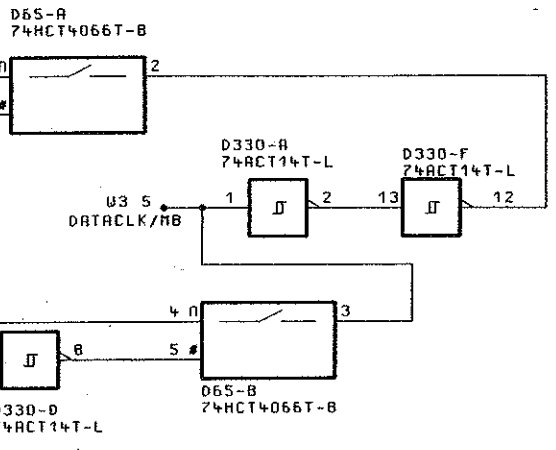 D65-A
74HCT4066T-B
n
2
#
D330-A
74ACT14T-L
D330-F
74ACT14T-L
W3 5
1
2
13
12
DATACLK/MB
4 n
3
8
5 #
D65-B
74HCT4066T-B
D330-D
74ACT14T-L